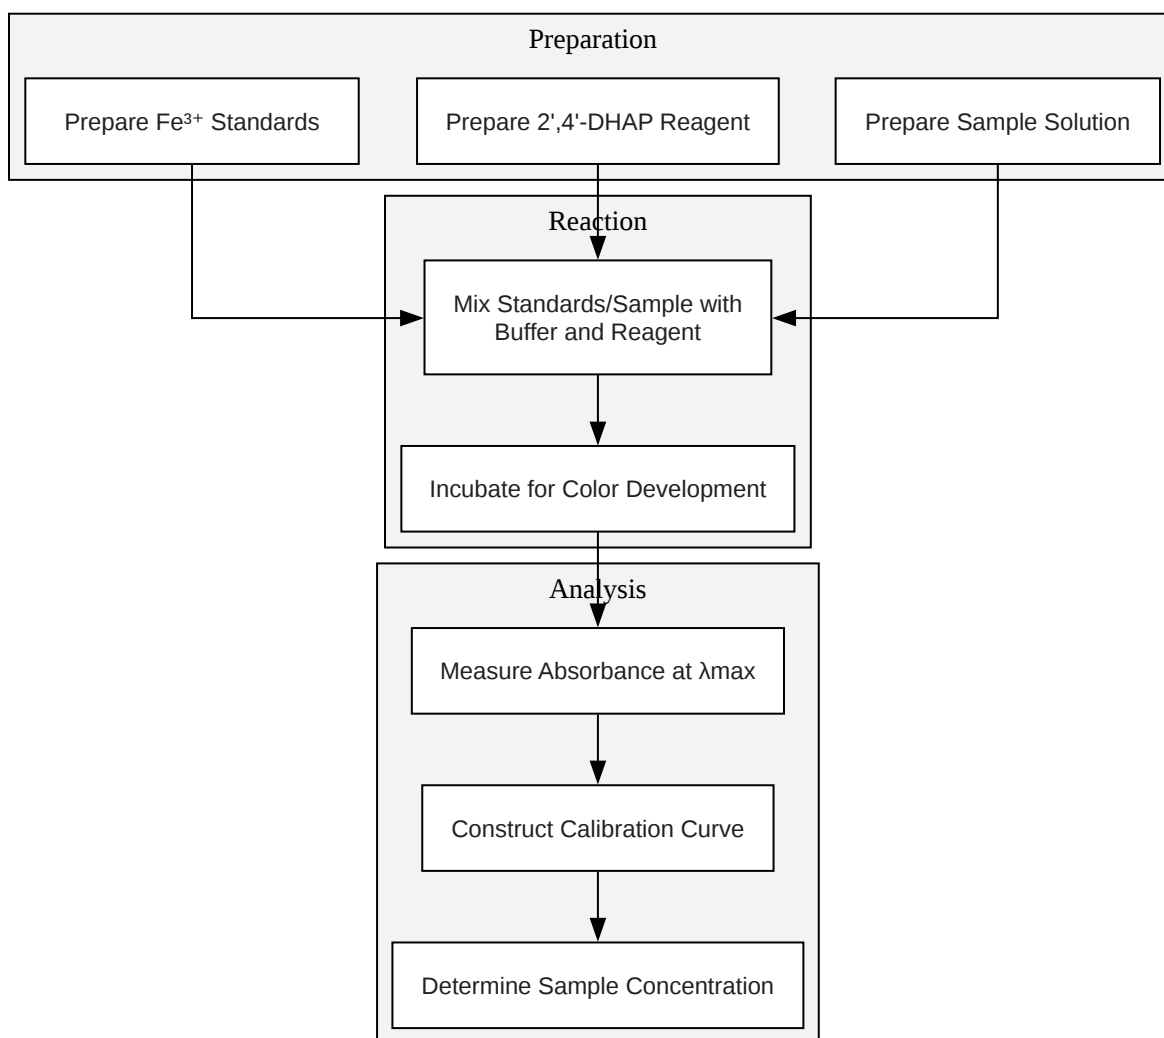 Preparation
Prepare Fe³⁺ Standards
Prepare 2',4'-DHAP Reagent
Prepare Sample Solution
Reaction
Mix Standards/Sample with
Buffer and Reagent
Incubate for Color Development
Analysis
Measure Absorbance at λmax
Construct Calibration Curve
Determine Sample Concentration